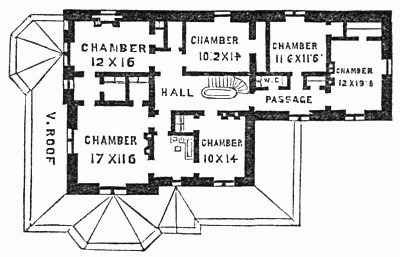 CHAMBER
12 X 16
CHAMBER
10.2 X 14
CHAMBER
11 6 X 11'6"
CHAMBER
12 X 19'6
HALL
W.C.
PASSAGE
V. ROOF
CHAMBER
17 X 11 6
CHAMBER
10 X 14